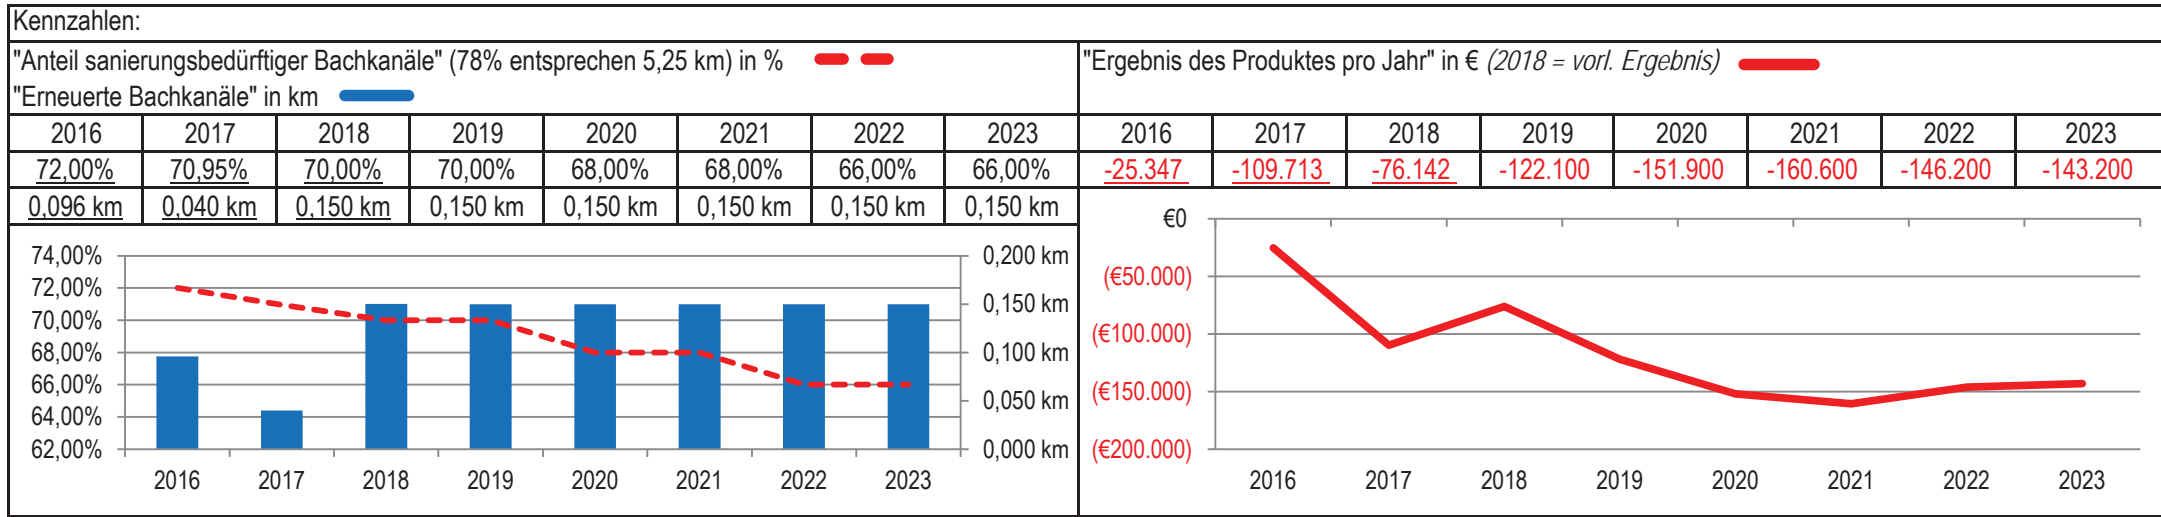 Kennzahlen:
"Anteil sanierungsbedürftiger Bachkanäle" (78% entsprechen 5,25 km) in %
"Erneuerte Bachkanäle" in km
2016 2017 2018 2019 2020 2021 2022 2023
72,00% 70,95% 70,00% 70,00% 68,00% 68,00% 66,00% 66,00%
0,096 km 0,040 km 0,150 km 0,150 km 0,150 km 0,150 km 0,150 km 0,150 km
74,00% 0,200 km
72,00%
70,00% 0,150 km
68,00% 0,100 km
66,00%
64,00% 0,050 km
62,00% 0,000 km
2016 2017 2018 2019 2020 2021 2022 2023
"Ergebnis des Produktes pro Jahr" in € (2018 = vorl. Ergebnis)
2016 2017 2018 2019 2020 2021 2022 2023
-25.347 -109.713 -76.142 -122.100 -151.900 -160.600 -146.200 -143.200
€0
(€50.000)
(€100.000)
(€150.000)
(€200.000)
2016 2017 2018 2019 2020 2021 2022 2023